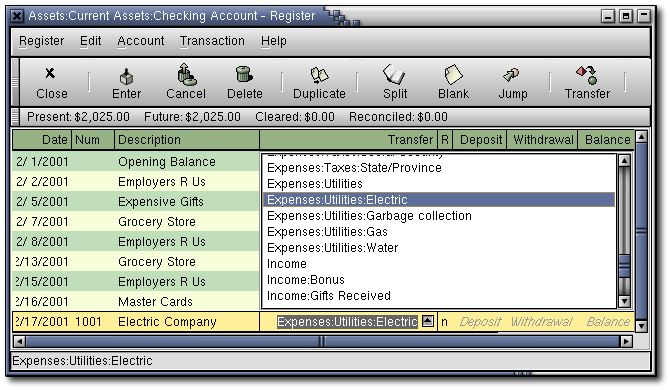 Assets:Current Assets:Checking Account - Register
Register Edit Account Transaction Help
Close Enter Cancel Delete Duplicate Split Blank Jump Transfer
Present: $2,025.00 Future: $2,025.00 Cleared: $0.00 Reconciled: $0.00
Date Num Description Transfer R Deposit Withdrawal Balance
2/ 1/2001 Opening Balance
Expenses:Taxes:State/Province
2/ 2/2001 Employers R Us Expenses:Utilities
2/ 5/2001 Expensive Gifts Expenses:Utilities:Electric
2/ 7/2001 Grocery Store Expenses:Utilities:Garbage collection
2/ 8/2001 Employers R Us Expenses:Utilities:Gas
Expenses:Utilities:Water
2/13/2001 Grocery Store Income
2/15/2001 Employers R Us Income:Bonus
2/16/2001 Master Cards Income:Gifts Received
2/17/2001 1001 Electric Company Expenses:Utilities:Electric n Deposit Withdrawal Balance
Expenses:Utilities:Electric